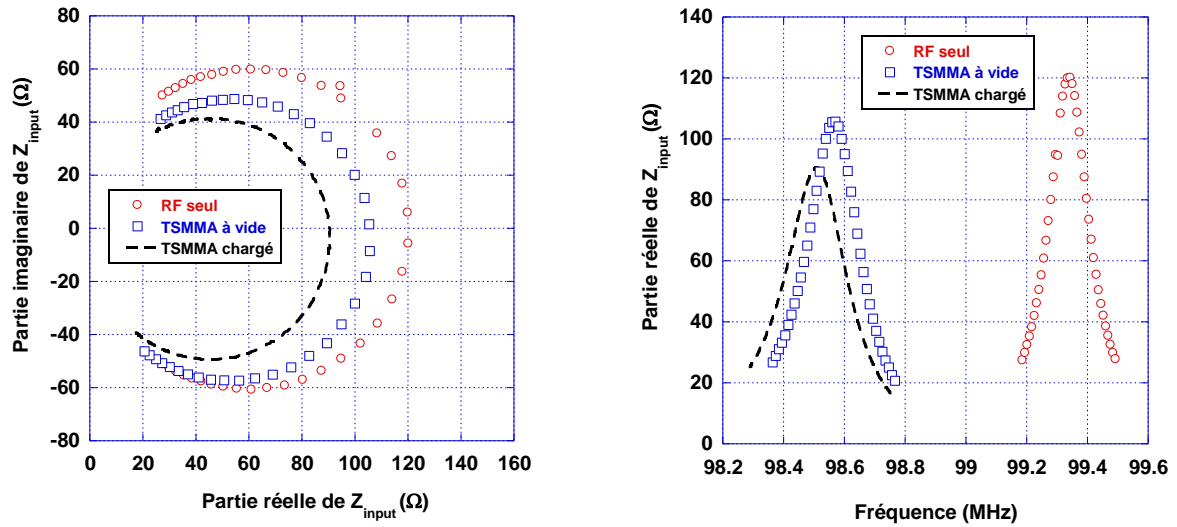 Partie imaginaire de Z_input (Ω)
80
60
40
20
0
-20
-40
-60
-80
RF seul
TSMMA à vide
TSMMA chargé
0 20 40 60 80 100 120 140 160
Partie réelle de Z_input (Ω)
Partie réelle de Z_input (Ω)
140
120
100
80
60
40
20
0
RF seul
TSMMA à vide
TSMMA chargé
98.2 98.4 98.6 98.8 99 99.2 99.4 99.6
Fréquence (MHz)